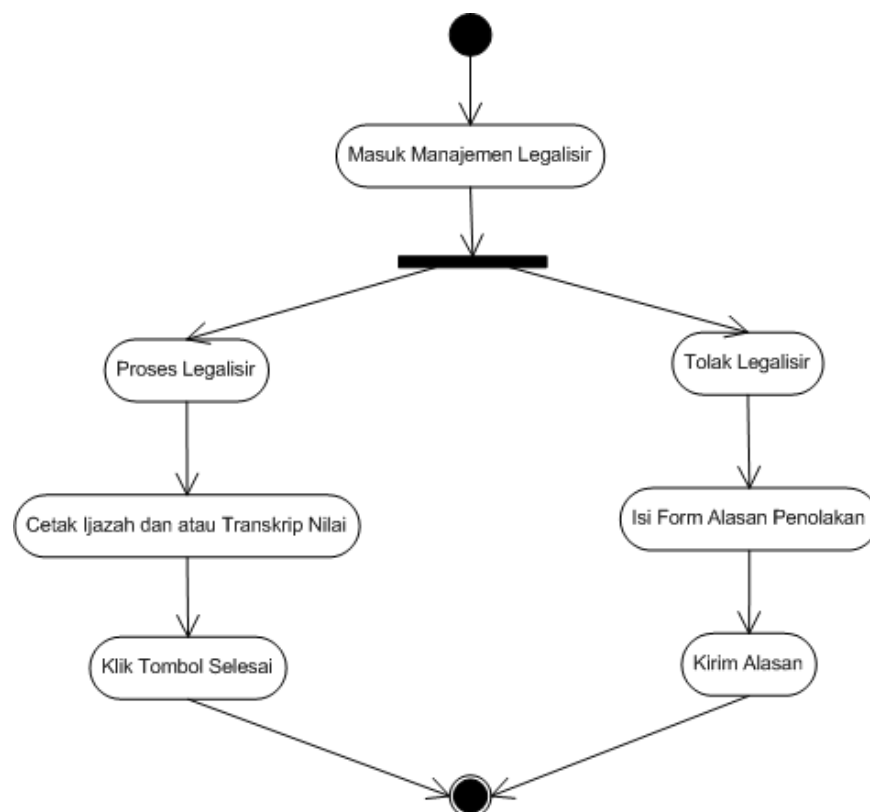 Masuk Manajemen Legalisir
Proses Legalisir
Tolak Legalisir
Cetak Ijazah dan atau Transkrip Nilai
Isi Form Alasan Penolakan
Klik Tombol Selesai
Kirim Alasan